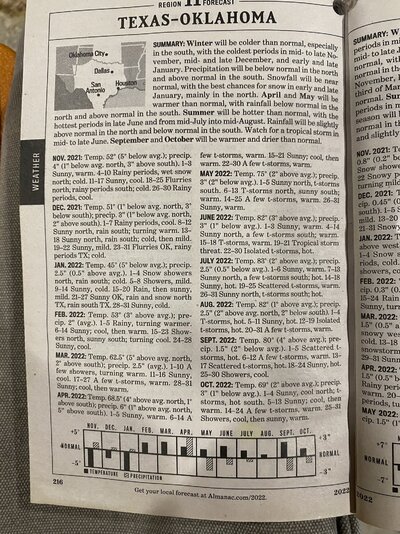 REGION 11 FORECAST
TEXAS-OKLAHOMA
SUMMARY: Winter will be colder than normal, especially
in the south, with the coldest periods in mid- to late No-
vember, mid- and late December, and early and late
January. Precipitation will be below normal in the north
and above normal in the south. Snowfall will be near
normal, with the best chances for snow in early and late
January, mainly in the north. April and May will be
warmer than normal, with rainfall below normal in the
north and above normal in the south. Summer will be hotter than normal, with the
hottest periods in late June and from mid-July into mid-August. Rainfall will be slightly
above normal in the north and below normal in the south. Watch for a tropical storm in
mid- to late June. September and October will be warmer and drier than normal.
Oklahoma City
Dallas
Houston
San
Antonio
WEATHER
NOV. 2021: Temp. 52° (5° below avg.); precip.
4" (1" below avg. north, 3" above south). 1-3
Sunny, warm. 4-10 Rainy periods, wet snow
north, cold. 11-17 Sunny, cool. 18-25 Flurries
north, rainy periods south; cold. 26-30 Rainy
periods, cool.
DEC. 2021: Temp. 51° (1° below avg. north, 3°
below south); precip. 3" (1" below avg. north,
2" above south). 1-7 Rainy periods, cool. 8-12
Sunny north, rain south; turning warm. 13-
18 Sunny north, rain south; cold, then mild.
19-22 Sunny, mild. 23-31 Flurries OK, rainy
periods TX; cold.
JAN. 2022: Temp. 45° (5° below avg.); precip.
2.5" (0.5" above avg.). 1-4 Snow showers
north, rain south; cold. 5-8 Showers, mild.
9-14 Sunny, cold. 15-20 Rain, then sunny,
mild. 21-27 Sunny OK, rain and snow north
TX, rain south TX. 28-31 Sunny, cold.
FEB. 2022: Temp. 53° (3° above avg.); pre-
cip. 2" (avg.). 1-5 Rainy, turning warmer.
6-14 Sunny; cool, then warm. 15-23 Show-
ers north, sunny south; turning cool. 24-28
Sunny, cool.
MAR. 2022: Temp. 62.5° (5° above avg. north,
2° above south); precip. 2.5" (avg.). 1-10 A
few showers, turning warm. 11-16 Sunny,
cool. 17-27 A few t-storms, warm. 28-31
Sunny; cool, then warm.
APR. 2022: Temp. 68.5° (4° above avg. north, 1°
above south); precip. 6" (1" above avg. north,
5" above south). 1-5 Sunny, warm. 6-14 A
few t-storms, warm. 15-21 Sunny; cool, then
warm. 22-30 A few t-storms, warm.
MAY 2022: Temp. 75° (2° above avg.); precip.
3" (2" below avg.). 1-5 Sunny north, t-storms
south. 6-13 T-storms north, sunny south;
warm. 14-25 A few t-storms, warm. 26-31
Sunny, warm.
JUNE 2022: Temp. 82° (3° above avg.); precip.
3" (1" below avg.). 1-3 Sunny, warm. 4-14
Sunny north, a few t-storms south; warm.
15-18 T-storms, warm. 19-21 Tropical storm
threat. 22-30 Isolated t-storms, hot.
JULY 2022: Temp. 83° (2° above avg.); precip.
2.5" (0.5" below avg.). 1-6 Sunny, warm. 7-13
Sunny north, a few t-storms south; hot. 14-18
Sunny, hot. 19-25 Scattered t-storms, warm.
26-31 Sunny north, t-storms south; hot.
AUG. 2022: Temp. 82° (1° above avg.); precip.
2.5" (2" above avg. north, 2" below south). 1-4
T-storms, hot. 5-11 Sunny, hot. 12-19 Isolated
t-storms, hot. 20-31 A few t-storms, warm.
SEPT. 2022: Temp. 80° (4° above avg.); pre-
cip. 1.5" (2" below avg.). 1-5 Scattered t-
storms, hot. 6-12 A few t-storms, warm. 13-
17 Scattered t-storms, hot. 18-24 Sunny, hot.
25-30 Showers, cool.
OCT. 2022: Temp. 69° (2° above avg.); precip.
3" (1" below avg.). 1-4 Sunny, cool north; t-
storms, hot south. 5-13 Sunny; cool, then
warm. 14-24 A few t-storms, warm. 25-31
Showers, cool, then sunny, warm.
NOV. DEC. JAN. FEB. MAR. APR. MAY JUNE JULY AUG. SEPT. OCT.
+5° +3"
NORMAL NORMAL
-5° -3"
TEMPERATURE PRECIPITATION
216
Get your local forecast at Almanac.com/2022.
2022